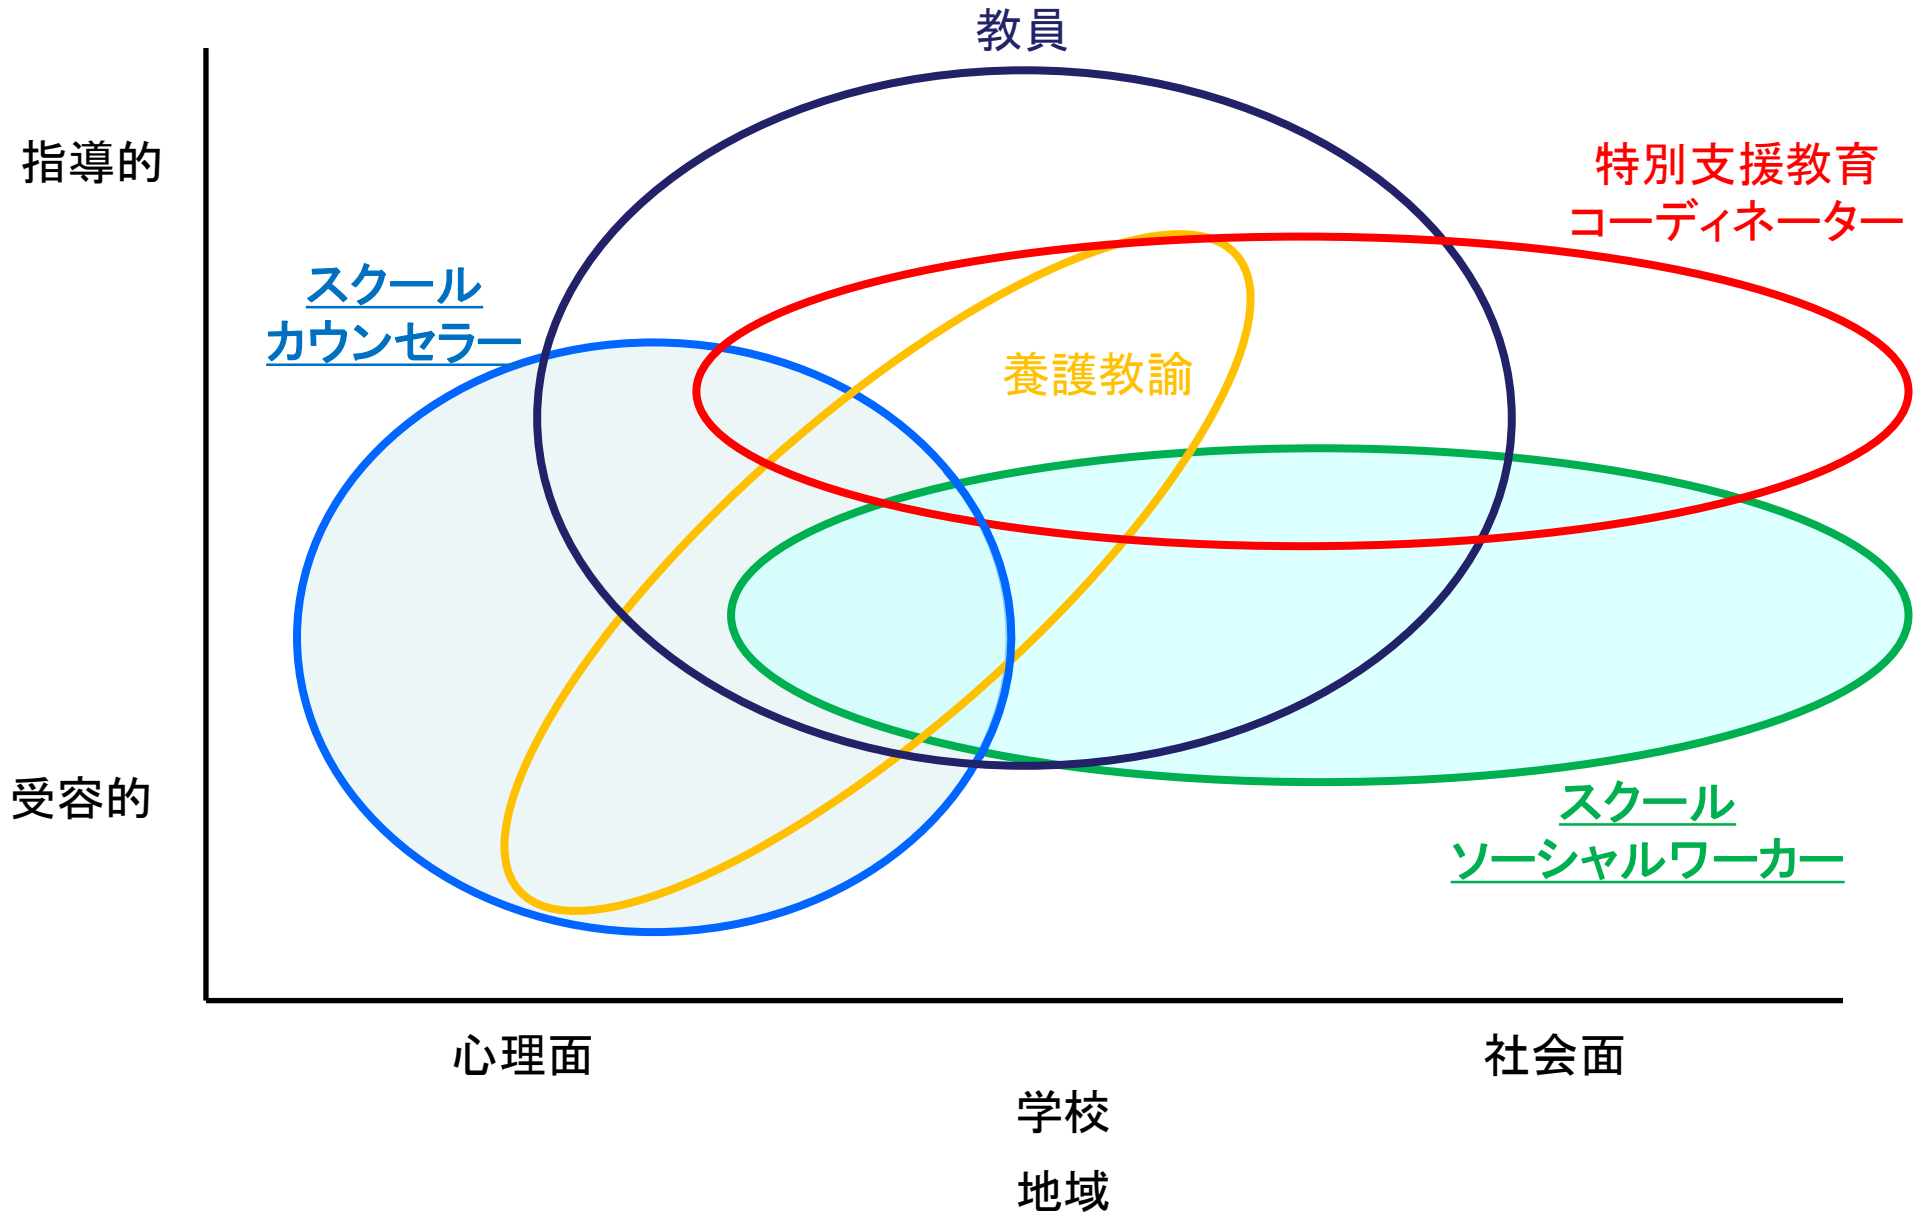 教員
指導的
特別支援教育
コーディネーター
スクール
カウンセラー
養護教諭
受容的
スクール
ソーシャルワーカー
心理面
社会面
学校
地域